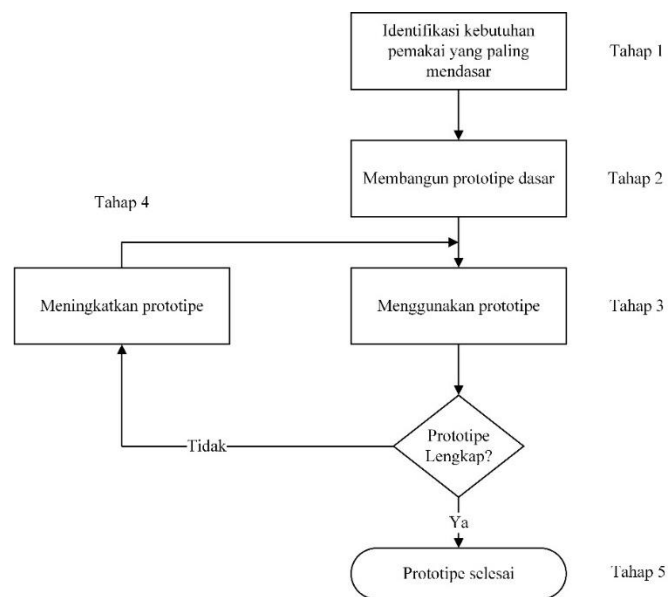 Identifikasi kebutuhan
pemakai yang paling
mendasar
Tahap 1
Membangun prototipe dasar
Tahap 2
Tahap 4
Meningkatkan prototipe
Menggunakan prototipe
Tahap 3
Prototipe
Lengkap?
Tidak
Ya
Prototipe selesai
Tahap 5